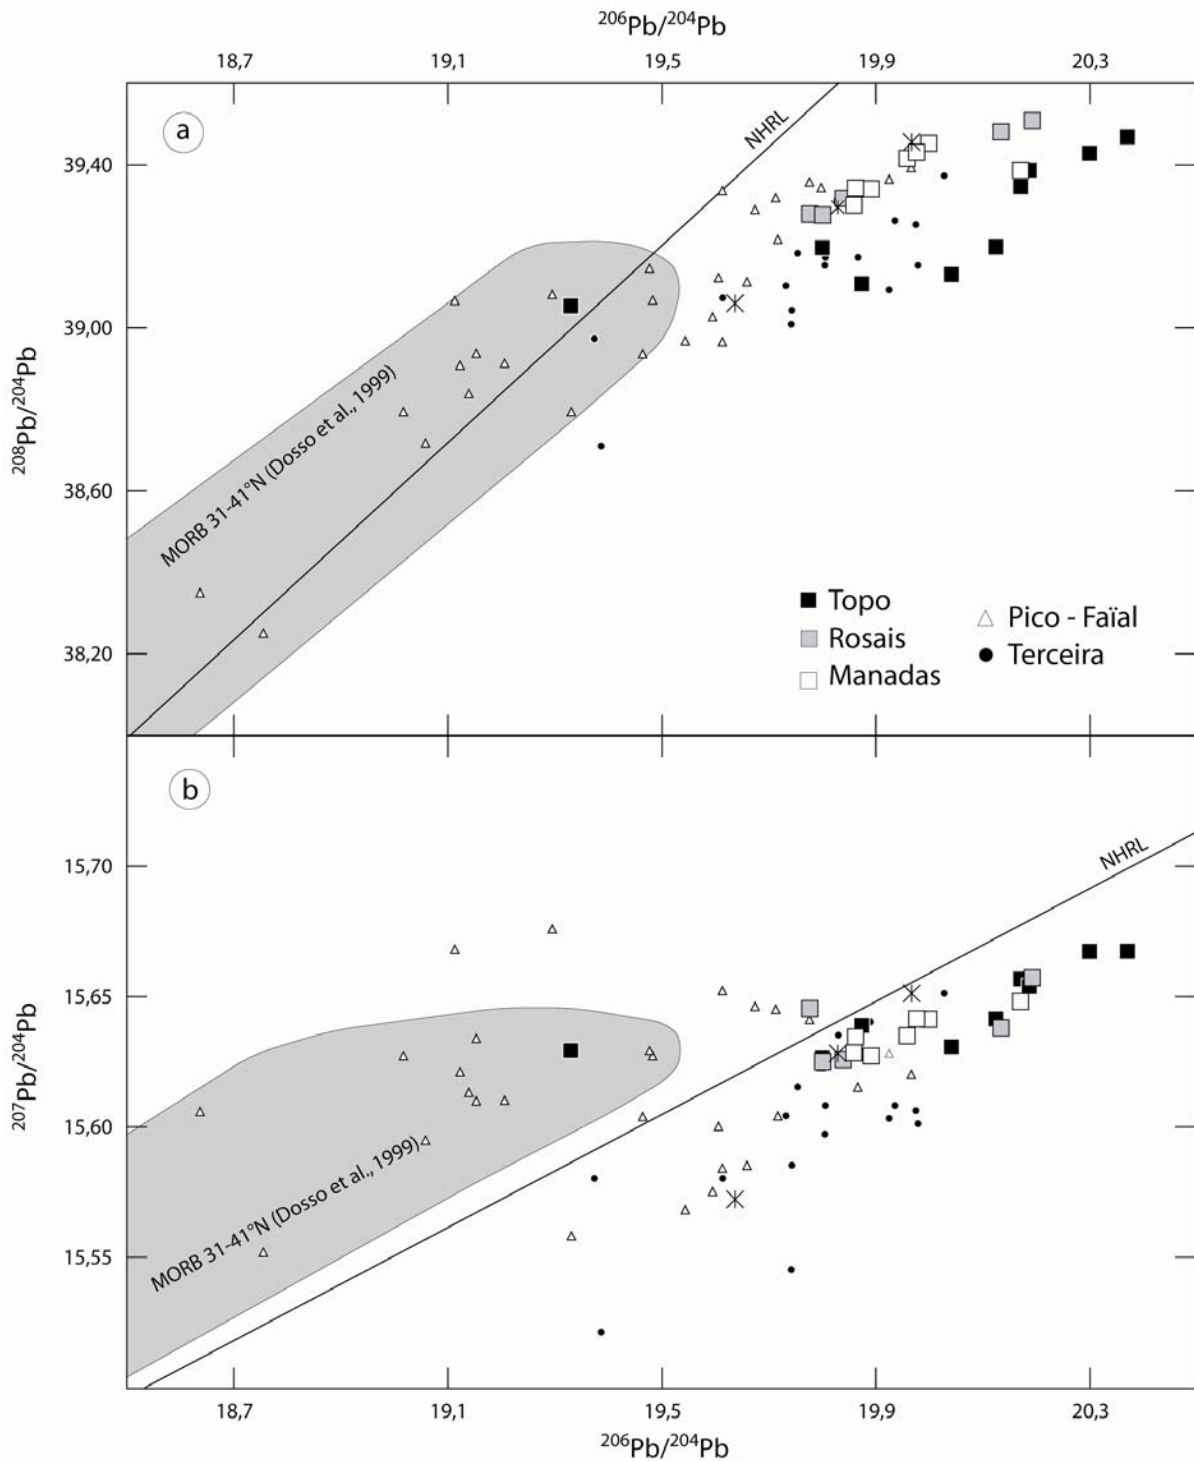 206Pb/204Pb
18,7 19,1 19,5 19,9 20,3
a
NHRL
39,40
39,00
38,60
38,20
208Pb/204Pb
MORB 31-41°N (Dosso et al., 1999)
Topo
Rosais
Manadas
Pico - Faïal
Terceira
b
NHRL
15,70
15,65
15,60
15,55
207Pb/204Pb
MORB 31-41°N (Dosso et al., 1999)
18,7 19,1 19,5 19,9 20,3
206Pb/204Pb